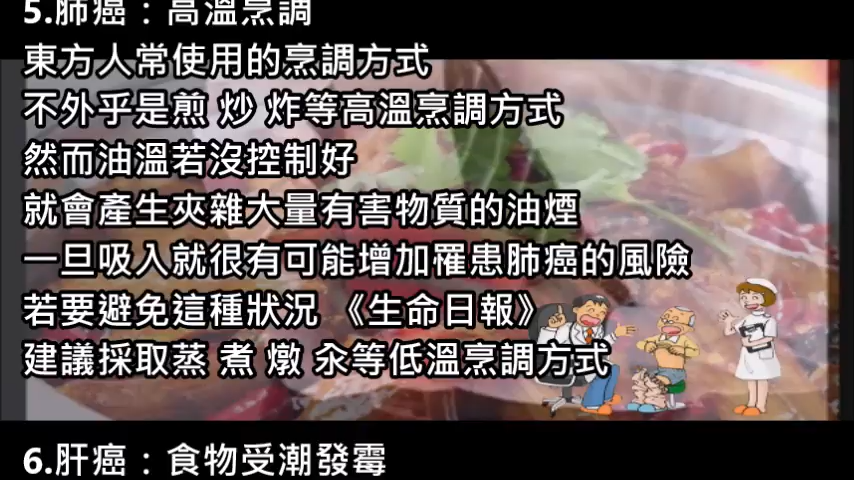 5.肺癌：高溫烹調
東方人常使用的烹調方式
不外乎是煎 炒 炸等高溫烹調方式
然而油溫若沒控制好
就會產生夾雜大量有害物質的油煙
一旦吸入就很有可能增加罹患肺癌的風險
若要避免這種狀況 《生命日報》
建議採取蒸 煮 燉 汆等低溫烹調方式
6.肝癌：食物受潮發霉